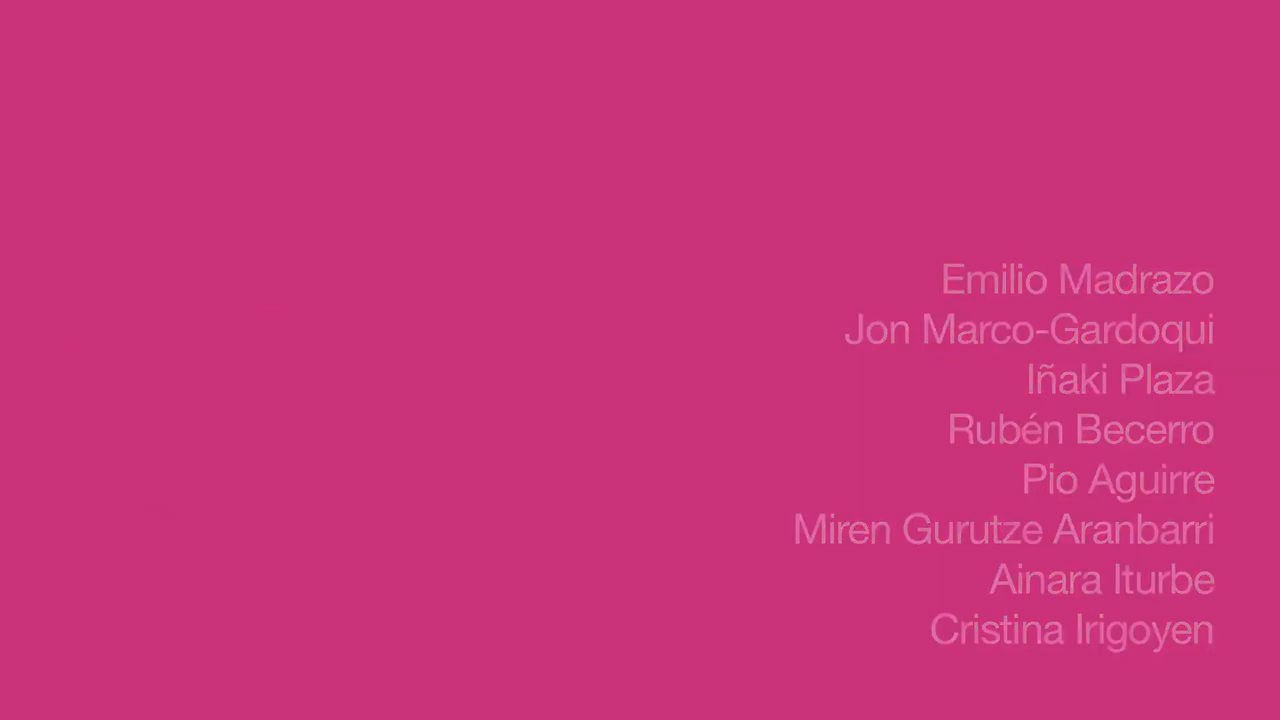 Emilio Madrazo
Jon Marco-Gardoqui
Iñaki Plaza
Rubén Becerro
Pio Aguirre
Miren Gurutze Aranbarri
Ainara Iturbe
Cristina Irigoyen